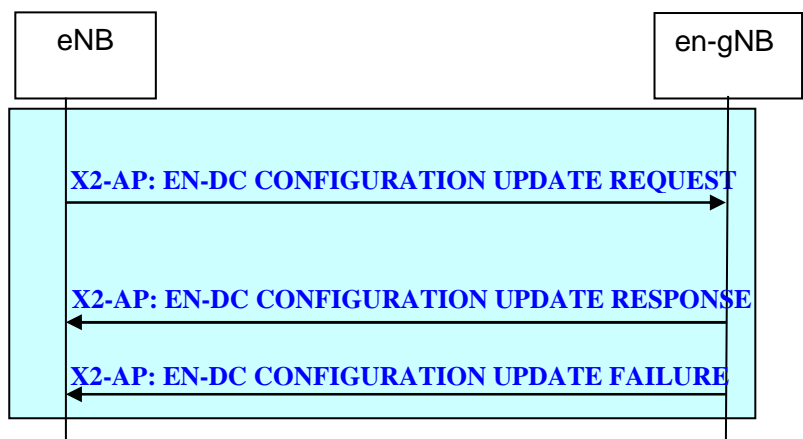 eNB
en-gNB
X2-AP: EN-DC CONFIGURATION UPDATE REQUEST
X2-AP: EN-DC CONFIGURATION UPDATE RESPONSE
X2-AP: EN-DC CONFIGURATION UPDATE FAILURE